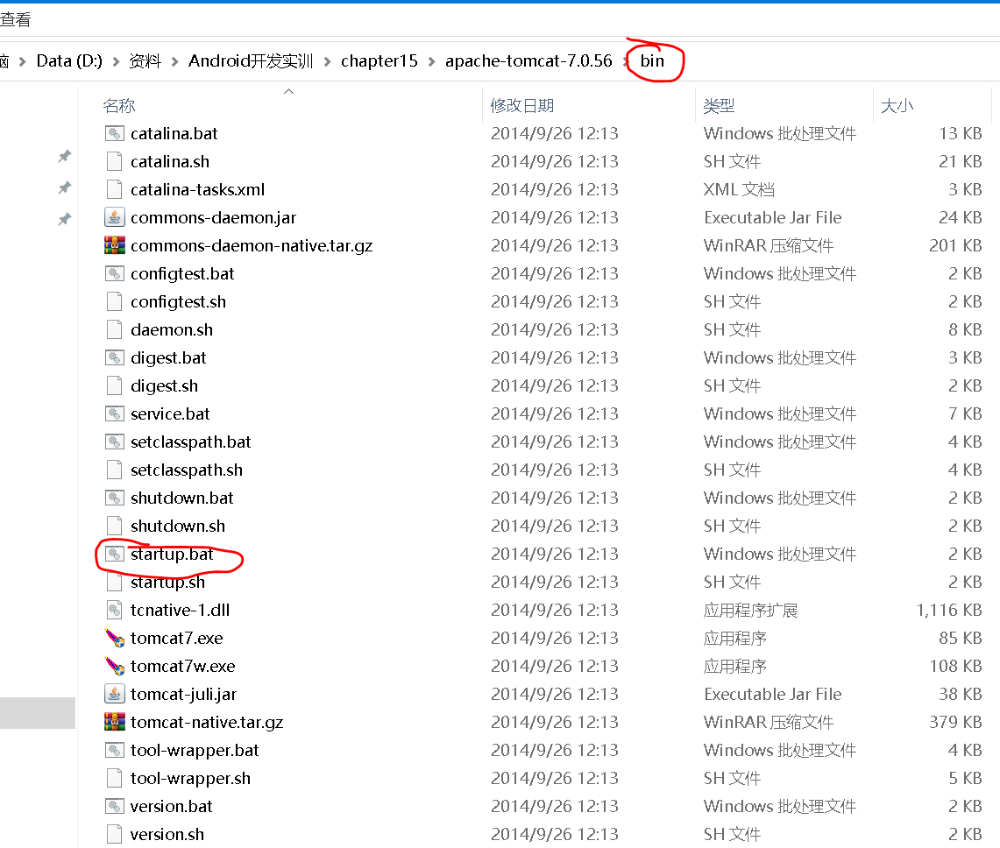 查看
脑 > Data (D:) > 资料 > Android开发实训 > chapter15 > apache-tomcat-7.0.56 > bin
名称 修改日期 类型 大小
catalina.bat 2014/9/26 12:13 Windows 批处理文件 13 KB
catalina.sh 2014/9/26 12:13 SH 文件 21 KB
catalina-tasks.xml 2014/9/26 12:13 XML 文档 3 KB
commons-daemon.jar 2014/9/26 12:13 Executable Jar File 24 KB
commons-daemon-native.tar.gz 2014/9/26 12:13 WinRAR 压缩文件 201 KB
configtest.bat 2014/9/26 12:13 Windows 批处理文件 2 KB
configtest.sh 2014/9/26 12:13 SH 文件 2 KB
daemon.sh 2014/9/26 12:13 SH 文件 8 KB
digest.bat 2014/9/26 12:13 Windows 批处理文件 3 KB
digest.sh 2014/9/26 12:13 SH 文件 2 KB
service.bat 2014/9/26 12:13 Windows 批处理文件 7 KB
setclasspath.bat 2014/9/26 12:13 Windows 批处理文件 4 KB
setclasspath.sh 2014/9/26 12:13 SH 文件 4 KB
shutdown.bat 2014/9/26 12:13 Windows 批处理文件 2 KB
shutdown.sh 2014/9/26 12:13 SH 文件 2 KB
startup.bat 2014/9/26 12:13 Windows 批处理文件 2 KB
startup.sh 2014/9/26 12:13 SH 文件 2 KB
tcnative-1.dll 2014/9/26 12:13 应用程序扩展 1,116 KB
tomcat7.exe 2014/9/26 12:13 应用程序 85 KB
tomcat7w.exe 2014/9/26 12:13 应用程序 108 KB
tomcat-juli.jar 2014/9/26 12:13 Executable Jar File 38 KB
tomcat-native.tar.gz 2014/9/26 12:13 WinRAR 压缩文件 379 KB
tool-wrapper.bat 2014/9/26 12:13 Windows 批处理文件 4 KB
tool-wrapper.sh 2014/9/26 12:13 SH 文件 5 KB
version.bat 2014/9/26 12:13 Windows 批处理文件 2 KB
version.sh 2014/9/26 12:13 SH 文件 2 KB